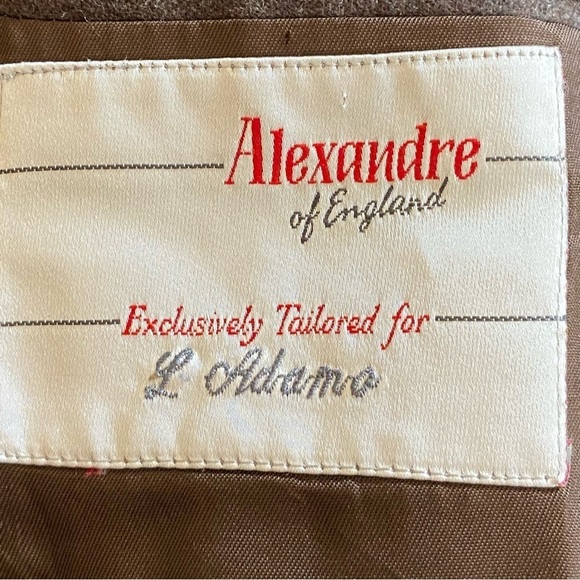 Alexandre
of England
Exclusively Tailored for
L Adamo